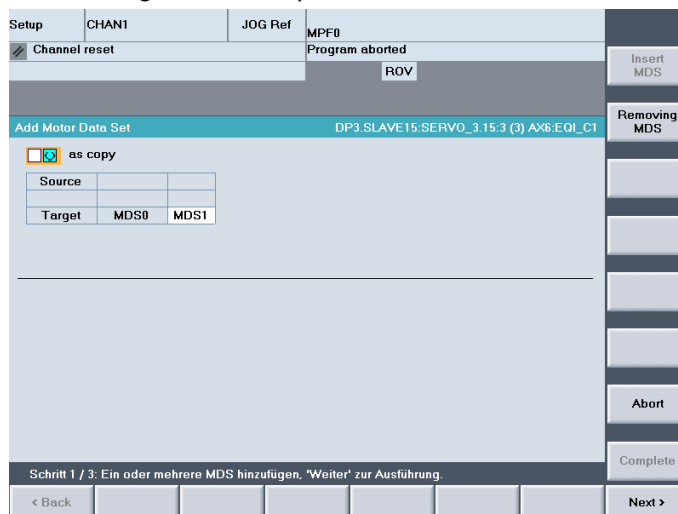 Setup CHAN1 JOG Ref MPF0
Channel reset Program aborted
ROV
Insert MDS
Removing MDS
Add Motor Data Set DP3.SLAVE15:SERVO_3.15:3 (3) AX6:EQI_C1
as copy
Source
Target MDS0 MDS1
Abort
Complete
Schritt 1 / 3: Ein oder mehrere MDS hinzufügen, 'Weiter' zur Ausführung.
< Back Next >